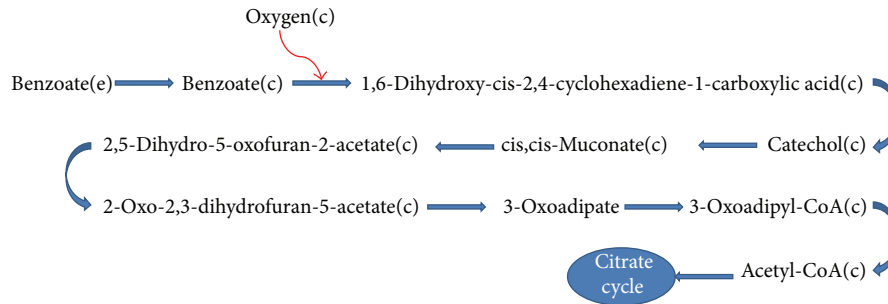 Oxygen(c)
Benzoate(e) Benzoate(c) 1,6-Dihydroxy-cis-2,4-cyclohexadiene-1-carboxylic acid(c)
2,5-Dihydro-5-oxofuran-2-acetate(c) cis,cis-Muconate(c) Catechol(c)
2-Oxo-2,3-dihydrofuran-5-acetate(c) 3-Oxoadipate 3-Oxoadipyl-CoA(c)
Citrate
cycle
Acetyl-CoA(c)